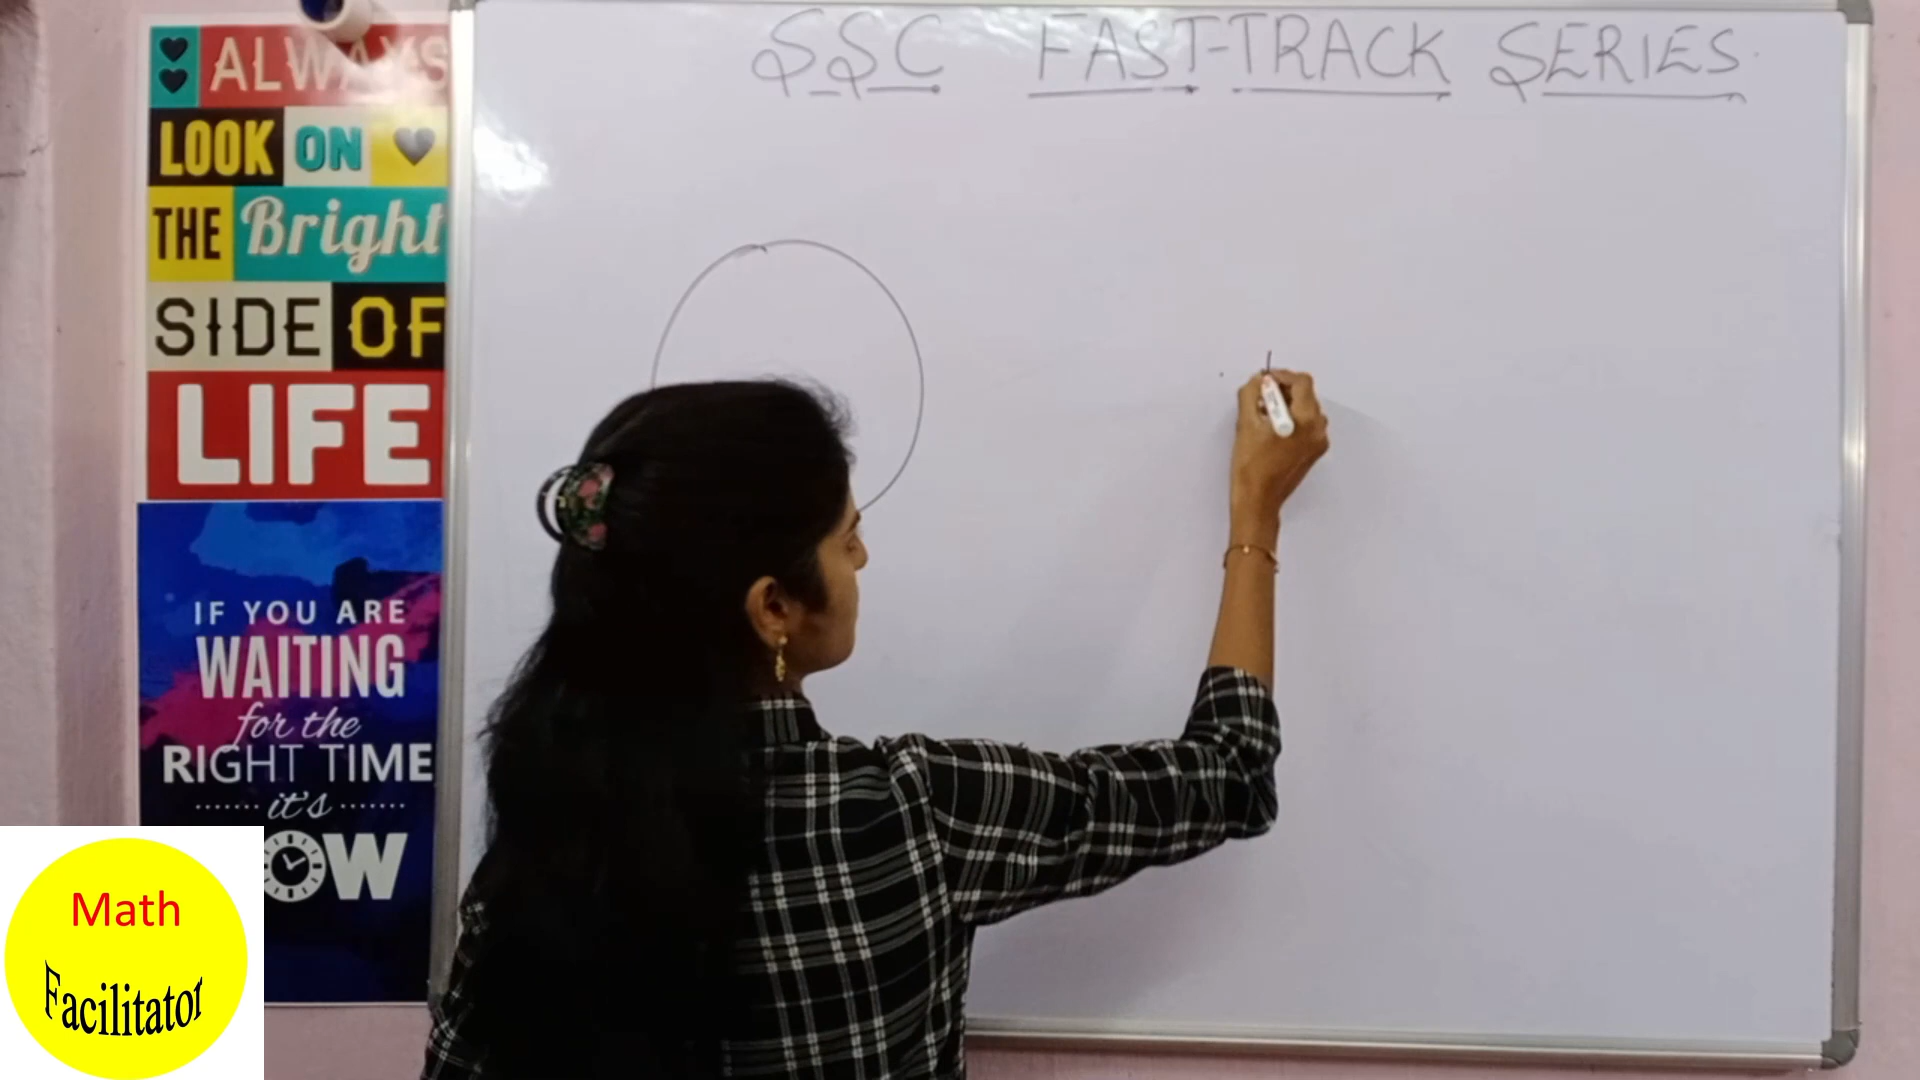 SSC FAST-TRACK SERIES
ALWAYS
LOOK ON
THE Bright
SIDE OF
LIFE
IF YOU ARE
WAITING
for the
RIGHT TIME
it's
OW
Math
Facilitator